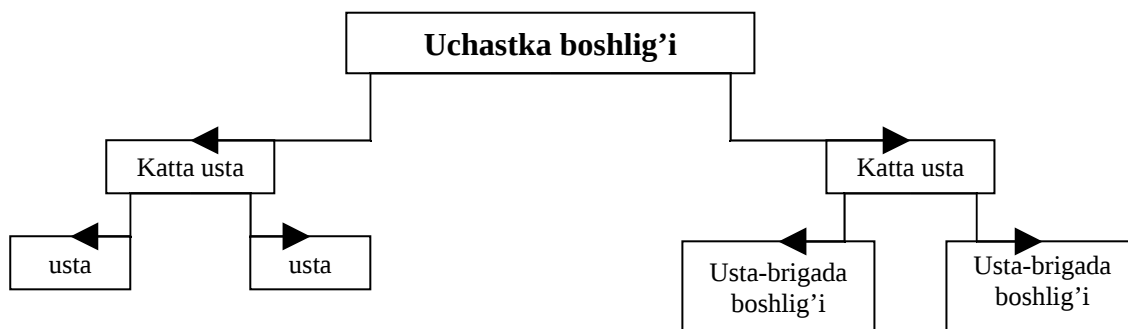 Uchastka boshlig’i
Katta usta
Katta usta
usta
usta
Usta-brigada
boshlig’i
Usta-brigada
boshlig’i